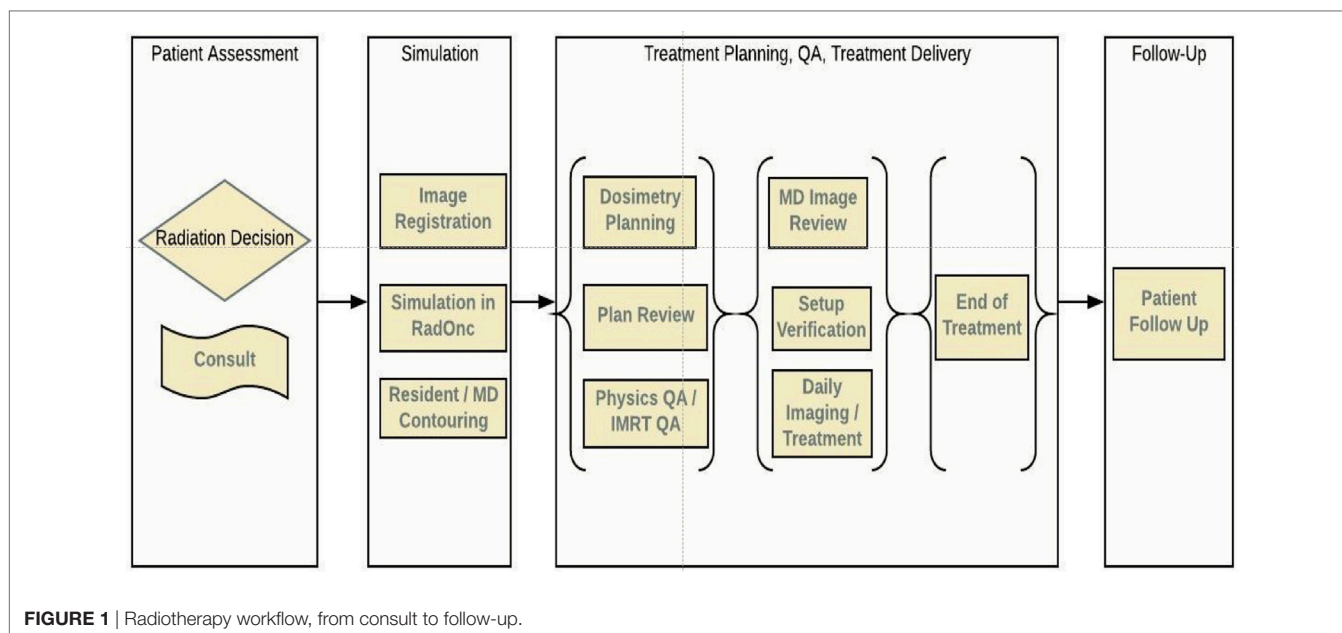 Patient Assessment
Radiation Decision
Consult
Simulation
Image
Registration
Simulation in
RadOnc
Resident / MD
Contouring
Treatment Planning, QA, Treatment Delivery
Dosimetry
Planning
Plan Review
Physics QA /
IMRT QA
MD Image
Review
Setup
Verification
Daily
Imaging /
Treatment
End of
Treatment
Follow-Up
Patient
Follow Up
FIGURE 1 | Radiotherapy workflow, from consult to follow-up.